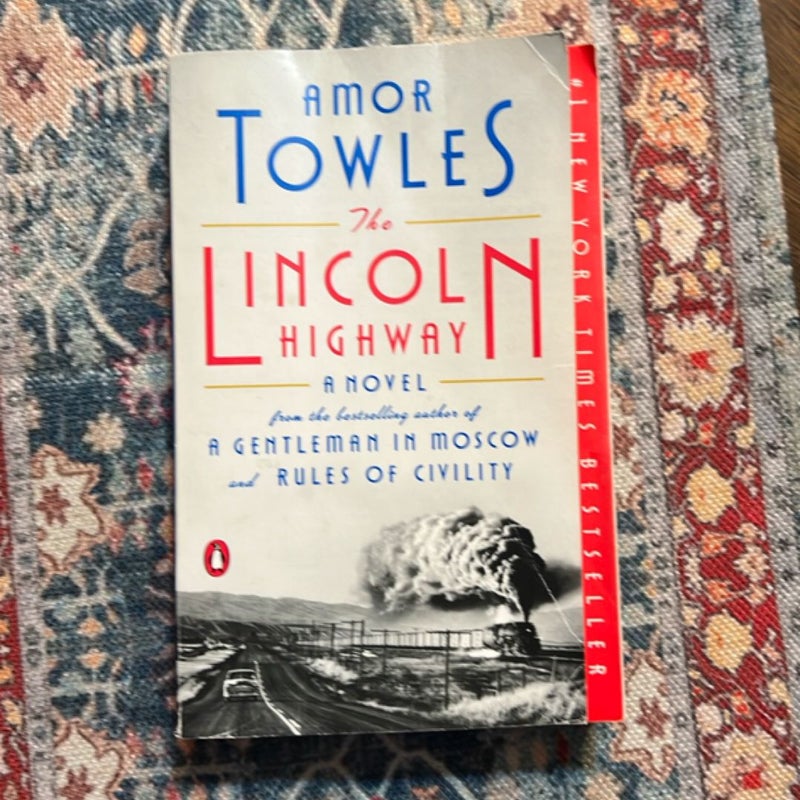 AMOR
TOWLES
The
LINCOLN
HIGHWAY
A NOVEL
from the bestselling author of
A GENTLEMAN IN MOSCOW
and RULES OF CIVILITY
#1 NEW YORK TIMES BESTSELLER